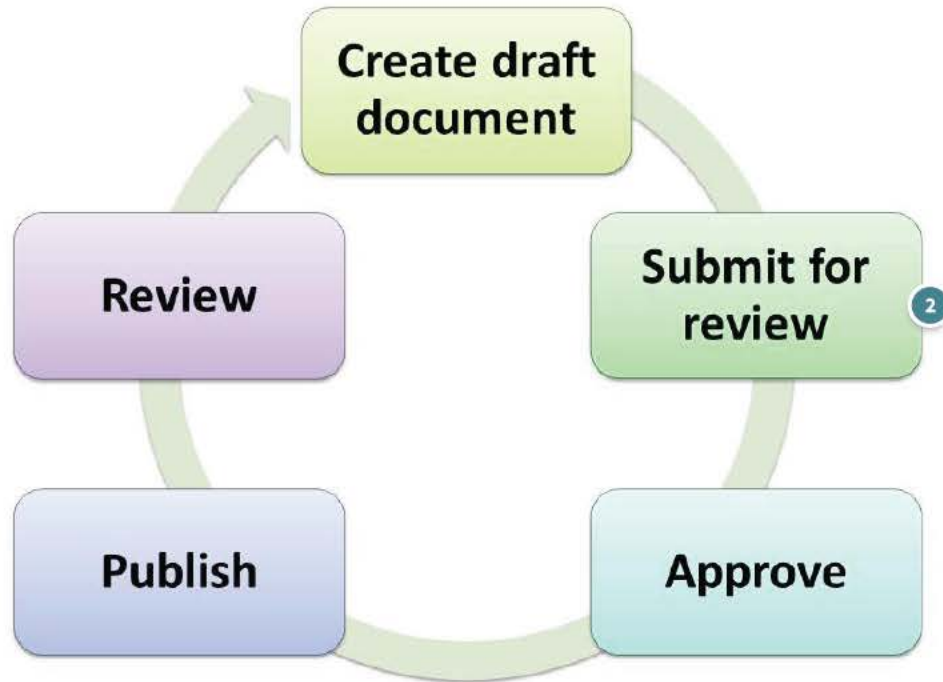 Create draft
document
Submit for
review
2
Approve
Publish
Review